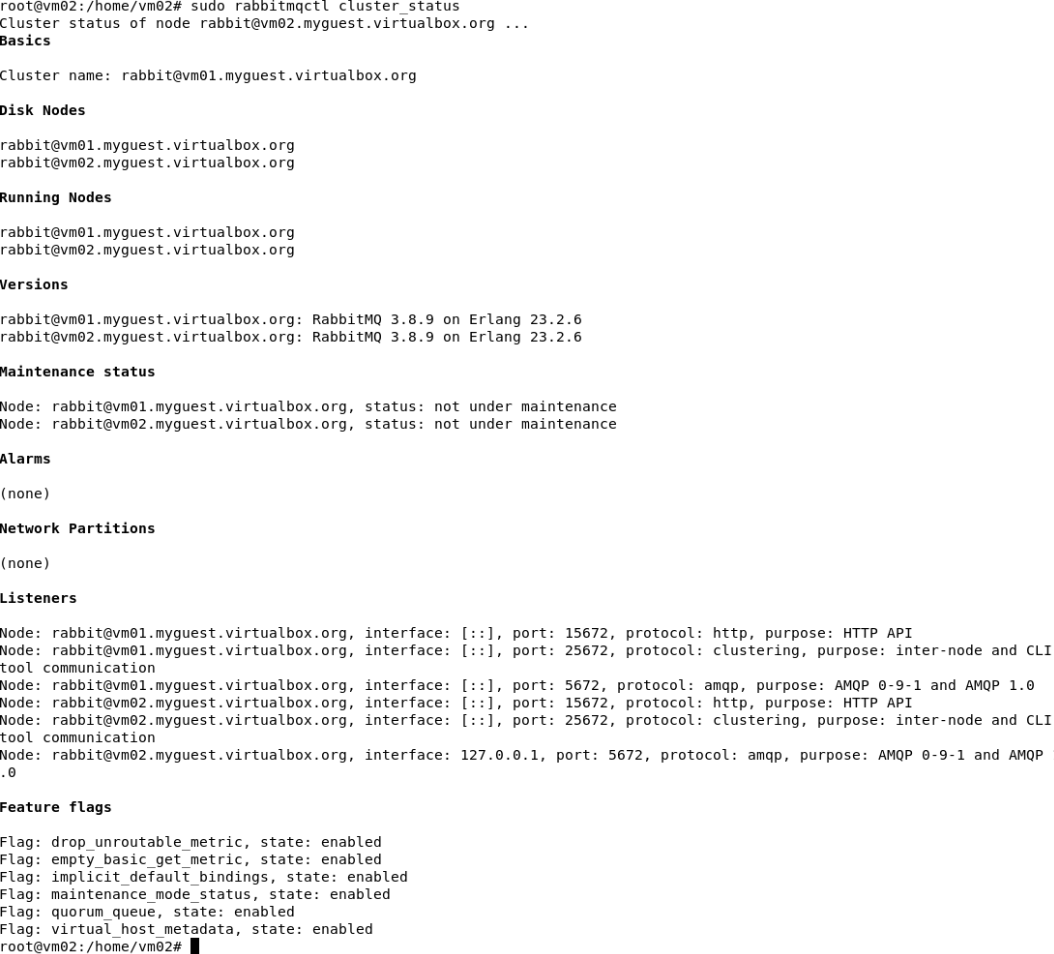 root@vm02:/home/vm02# sudo rabbitmqctl cluster_status
Cluster status of node rabbit@vm02.myguest.virtualbox.org ...
Basics
Cluster name: rabbit@vm01.myguest.virtualbox.org
Disk Nodes
rabbit@vm01.myguest.virtualbox.org
rabbit@vm02.myguest.virtualbox.org
Running Nodes
rabbit@vm01.myguest.virtualbox.org
rabbit@vm02.myguest.virtualbox.org
Versions
rabbit@vm01.myguest.virtualbox.org: RabbitMQ 3.8.9 on Erlang 23.2.6
rabbit@vm02.myguest.virtualbox.org: RabbitMQ 3.8.9 on Erlang 23.2.6
Maintenance status
Node: rabbit@vm01.myguest.virtualbox.org, status: not under maintenance
Node: rabbit@vm02.myguest.virtualbox.org, status: not under maintenance
Alarms
(none)
Network Partitions
(none)
Listeners
Node: rabbit@vm01.myguest.virtualbox.org, interface: [::], port: 15672, protocol: http, purpose: HTTP API
Node: rabbit@vm01.myguest.virtualbox.org, interface: [::], port: 25672, protocol: clustering, purpose: inter-node and CLI
tool communication
Node: rabbit@vm01.myguest.virtualbox.org, interface: [::], port: 5672, protocol: amqp, purpose: AMQP 0-9-1 and AMQP 1.0
Node: rabbit@vm02.myguest.virtualbox.org, interface: [::], port: 15672, protocol: http, purpose: HTTP API
Node: rabbit@vm02.myguest.virtualbox.org, interface: [::], port: 25672, protocol: clustering, purpose: inter-node and CLI
tool communication
Node: rabbit@vm02.myguest.virtualbox.org, interface: 127.0.0.1, port: 5672, protocol: amqp, purpose: AMQP 0-9-1 and AMQP
.0
Feature flags
Flag: drop_unroutable_metric, state: enabled
Flag: empty_basic_get_metric, state: enabled
Flag: implicit_default_bindings, state: enabled
Flag: maintenance_mode_status, state: enabled
Flag: quorum_queue, state: enabled
Flag: virtual_host_metadata, state: enabled
root@vm02:/home/vm02#